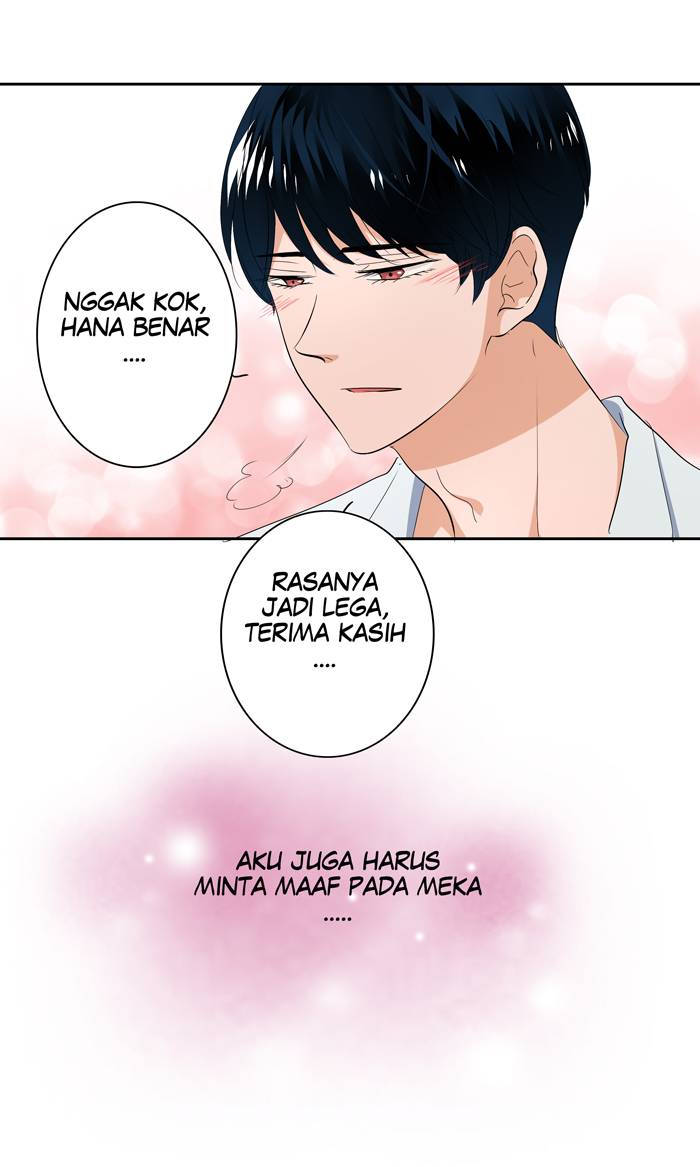 NGGAK KOK,
HANA BENAR
....
RASANYA
JADI LEGA,
TERIMA KASIH
....
AKU JUGA HARUS
MINTA MAAF PADA MEKA
.....